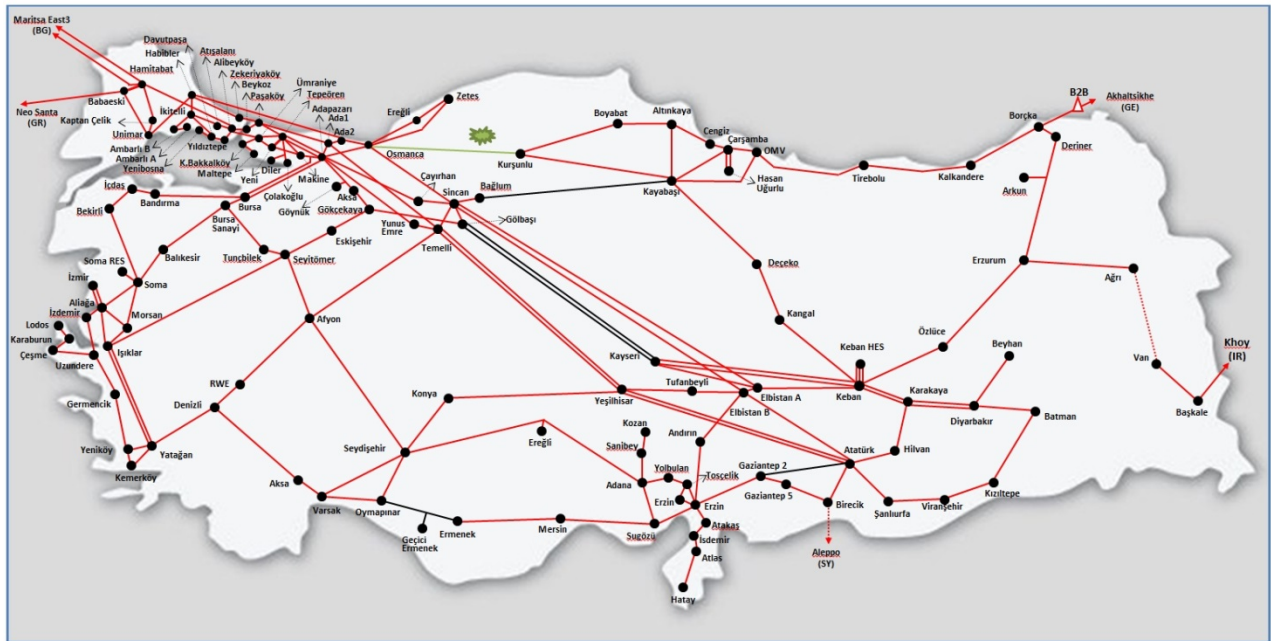 Maritsa East3
(BG)
Davutpaşa
Habibler
Hamitabat
Atışalanı
Alibeyköy
Zekeriyaköy
Beykoz
Paşaköy
Ümraniye
Tepeören
Adapazarı
Ada1
Ada2
Zetes
Ereğli
Osmanca
Neo Santa
(GR)
Babaeski
Kaptan Çelik
Unimar
İkitelli
Ambarlı B
Ambarlı A
Yenibosna
Yıldıztepe
K.Bakkalköy
Maltepe
Yeni
Diler
Çolakoğlu
Makine
Göynük
Aksa
Gökçekaya
Boyabat
Altınkaya
Cengiz
Çarşamba
OMV
Hasan
Uğurlu
Kurşunlu
Kayabaşı
Tirebolu
Kalkandere
Borçka
B2B
Akhaltsikhe
(GE)
Deriner
Arkun
Çayırhan
Sincan
Bağlum
Gölbaşı
Yunus
Emre
Temelli
İçdaş
Bekirli
Bandırma
Bursa
Bursa
Sanayi
Balıkesir
Tunçbilek
Seyitömer
Eskişehir
Soma RES
Soma
İzmir
Aliağa
İzdemir
Morsan
Lodos
Karaburun
Çeşme
Uzundere
Işıklar
Afyon
Germencik
RWE
Denizli
Yeniköy
Kemerköy
Yatağan
Deçeko
Kangal
Erzurum
Ağrı
Van
Başkale
Khoy
(IR)
Özlüce
Beyhan
Keban HES
Keban
Kayseri
Karakaya
Diyarbakır
Batman
Konya
Yeşilhisar
Tufanbeyli
Elbistan A
Elbistan B
Andırın
Kozan
Sanibey
Ereğli
Seydişehir
Aksa
Varsak
Oymapınar
Geçici
Ermenek
Ermenek
Mersin
Sugözü
Adana
Yolbulan
Tosçelik
Erzin
Erzin
Atakaş
İsdemir
Atlas
Hatay
Gaziantep 2
Gaziantep 5
Birecik
Atatürk
Hilvan
Şanlıurfa
Viranşehir
Kızıltepe
Aleppo
(SY)